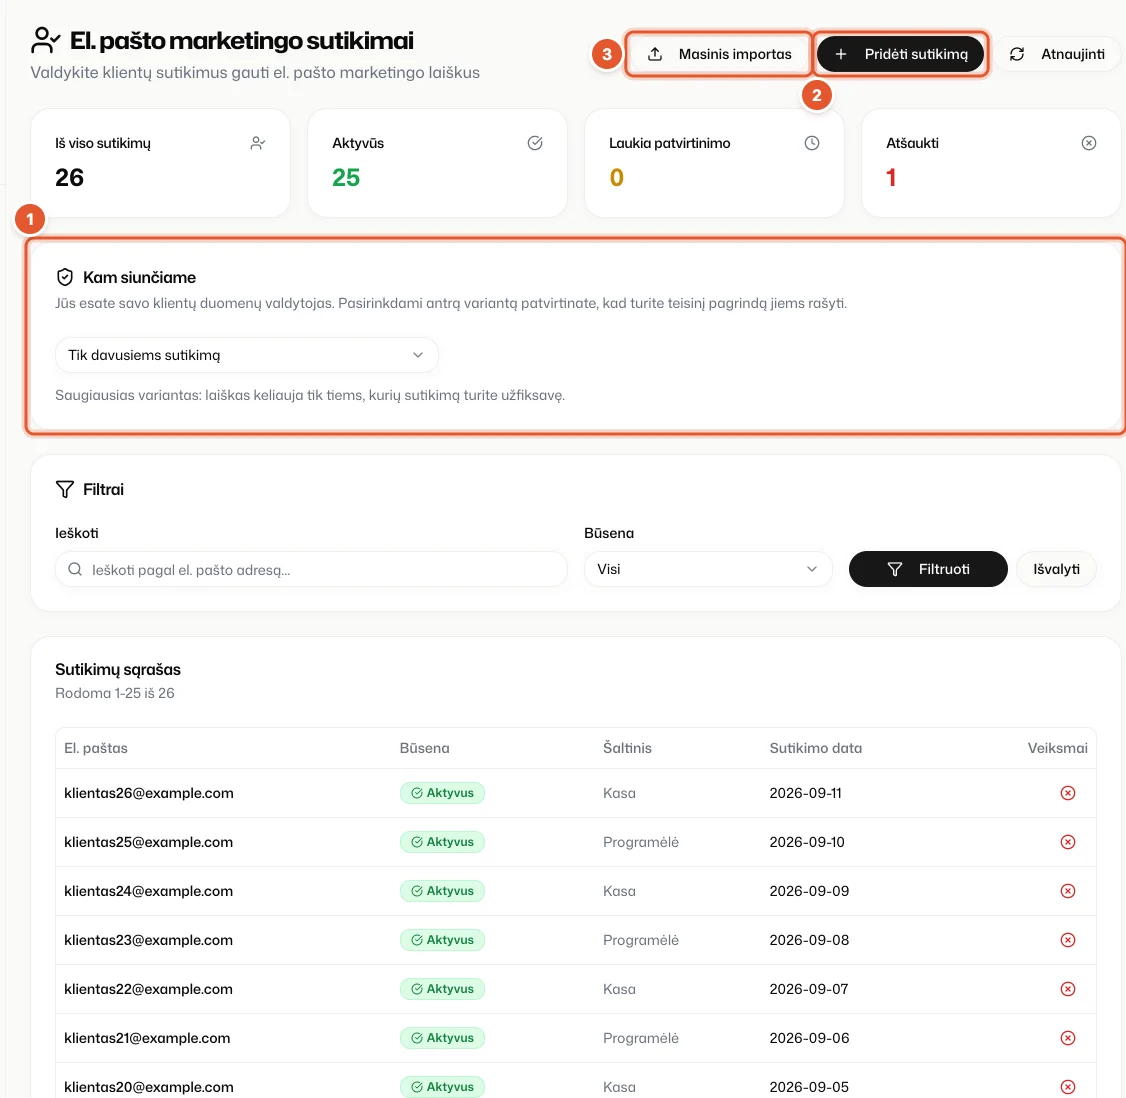 El. pašto marketingo sutikimai
Valdykite klientų sutikimus gauti el. pašto marketingo laiškus
3
Masinis importas
Pridėti sutikimą
Atnaujinti
2
Iš viso sutikimų
26
Aktyvūs
25
Laukia patvirtinimo
0
Atšaukti
1
1
Kam siunčiame
Jūs esate savo klientų duomenų valdytojas. Pasirinkdami antrą variantą patvirtinate, kad turite teisinį pagrindą jiems rašyti.
Tik davusiems sutikimą
Saugiausias variantas: laiškas keliauja tik tiems, kurių sutikimą turite užfiksavę.
Filtrai
Ieškoti
Būsena
Ieškoti pagal el. pašto adresą...
Visi
Filtruoti
Išvalyti
Sutikimų sąrašas
Rodoma 1-25 iš 26
El. paštas Būsena Šaltinis Sutikimo data Veiksmai
klientas26@example.com Aktyvus Kasa 2026-09-11
klientas25@example.com Aktyvus Programėlė 2026-09-10
klientas24@example.com Aktyvus Kasa 2026-09-09
klientas23@example.com Aktyvus Programėlė 2026-09-08
klientas22@example.com Aktyvus Kasa 2026-09-07
klientas21@example.com Aktyvus Programėlė 2026-09-06
klientas20@example.com Aktyvus Kasa 2026-09-05